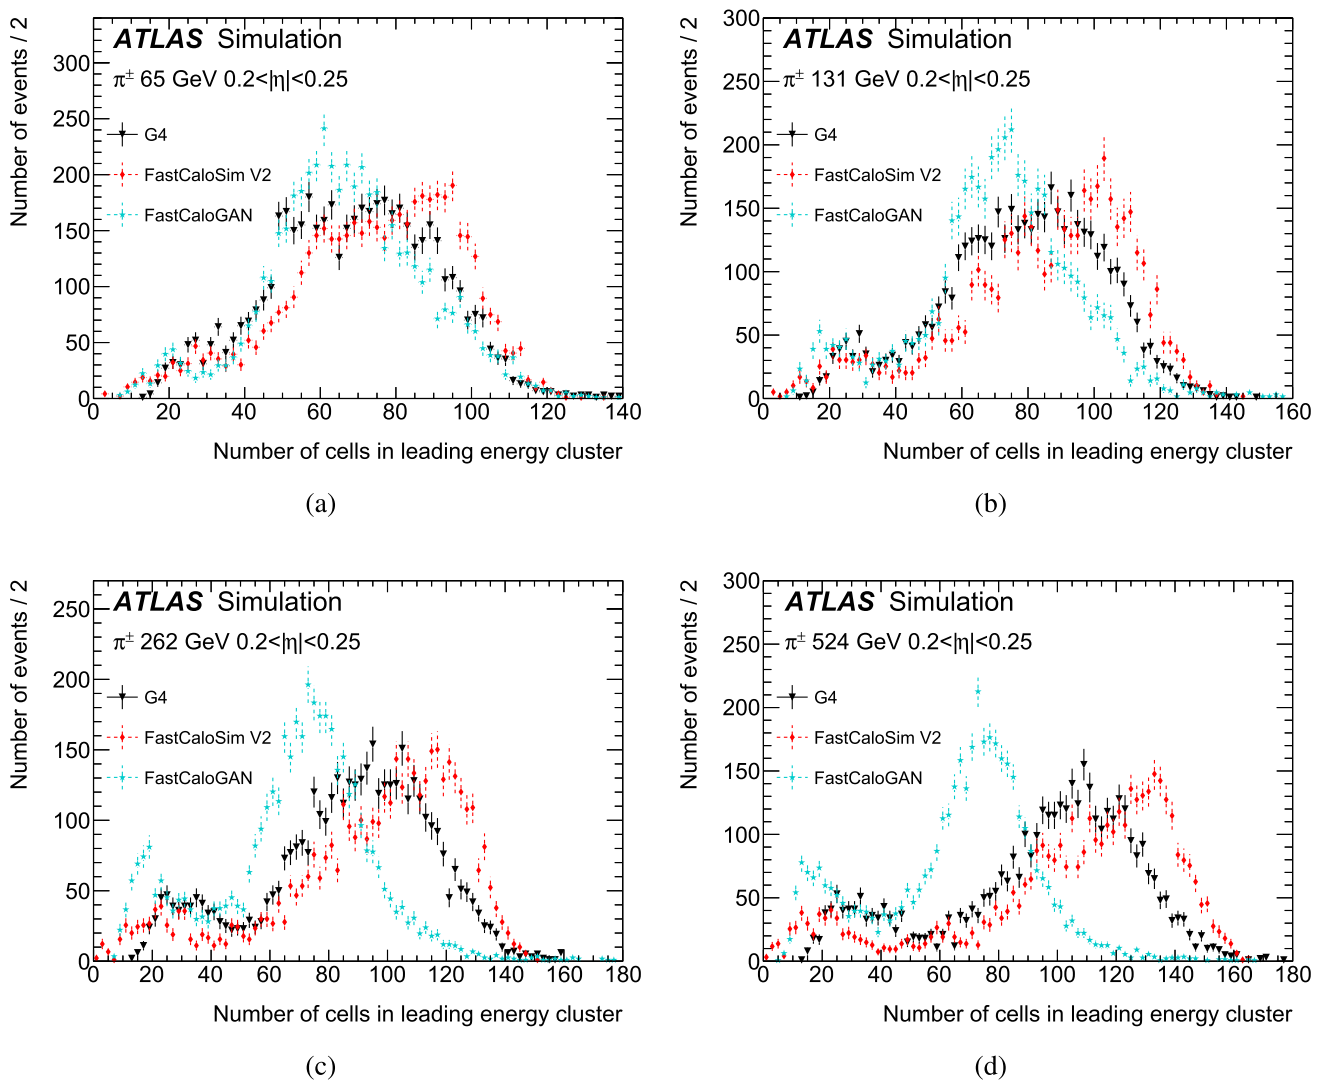 Number of events / 2
ATLAS Simulation
π± 65 GeV 0.2<|η|<0.25
G4
FastCaloSim V2
FastCaloGAN
300
250
200
150
100
50
0
0 20 40 60 80 100 120 140
Number of cells in leading energy cluster
(a)
Number of events / 2
ATLAS Simulation
π± 131 GeV 0.2<|η|<0.25
G4
FastCaloSim V2
FastCaloGAN
300
250
200
150
100
50
0
0 20 40 60 80 100 120 140 160
Number of cells in leading energy cluster
(b)
Number of events / 2
ATLAS Simulation
π± 262 GeV 0.2<|η|<0.25
G4
FastCaloSim V2
FastCaloGAN
250
200
150
100
50
0
0 20 40 60 80 100 120 140 160 180
Number of cells in leading energy cluster
(c)
Number of events / 2
ATLAS Simulation
π± 524 GeV 0.2<|η|<0.25
G4
FastCaloSim V2
FastCaloGAN
300
250
200
150
100
50
0
0 20 40 60 80 100 120 140 160 180
Number of cells in leading energy cluster
(d)